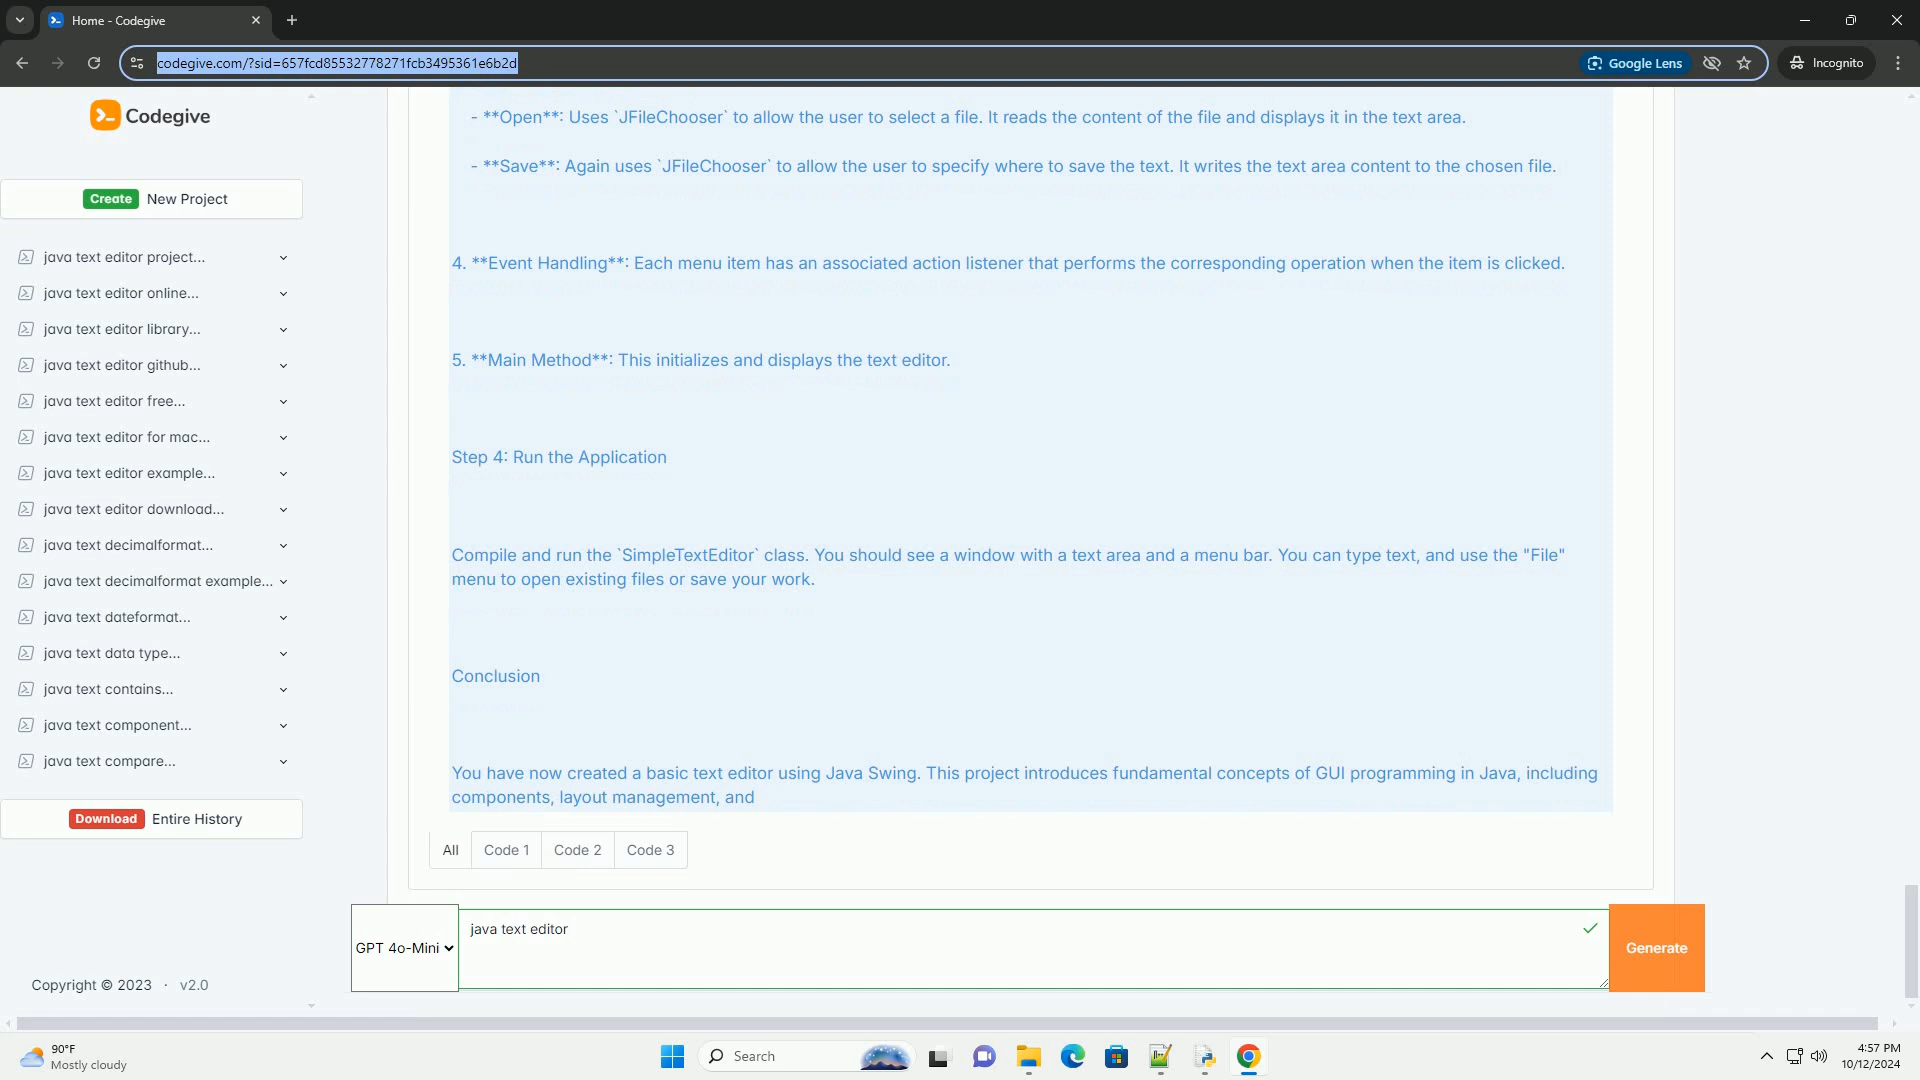 Home - Codegive
codegive.com/?sid=657fcd85532778271fcb3495361e6b2d
Google Lens
Incognito
Codegive
Create New Project
java text editor project...
java text editor online...
java text editor library...
java text editor github...
java text editor free...
java text editor for mac...
java text editor example...
java text editor download...
java text decimalformat...
java text decimalformat example...
java text dateformat...
java text data type...
java text contains...
java text component...
java text compare...
Download Entire History
Copyright © 2023 · v2.0
- **Open**: Uses `JFileChooser` to allow the user to select a file. It reads the content of the file and displays it in the text area.
- **Save**: Again uses `JFileChooser` to allow the user to specify where to save the text. It writes the text area content to the chosen file.
4. **Event Handling**: Each menu item has an associated action listener that performs the corresponding operation when the item is clicked.
5. **Main Method**: This initializes and displays the text editor.
Step 4: Run the Application
Compile and run the `SimpleTextEditor` class. You should see a window with a text area and a menu bar. You can type text, and use the "File"
menu to open existing files or save your work.
Conclusion
You have now created a basic text editor using Java Swing. This project introduces fundamental concepts of GUI programming in Java, including
components, layout management, and
All Code 1 Code 2 Code 3
GPT 4o-Mini
java text editor
Generate
90°F
Mostly cloudy
Search
4:57 PM
10/12/2024